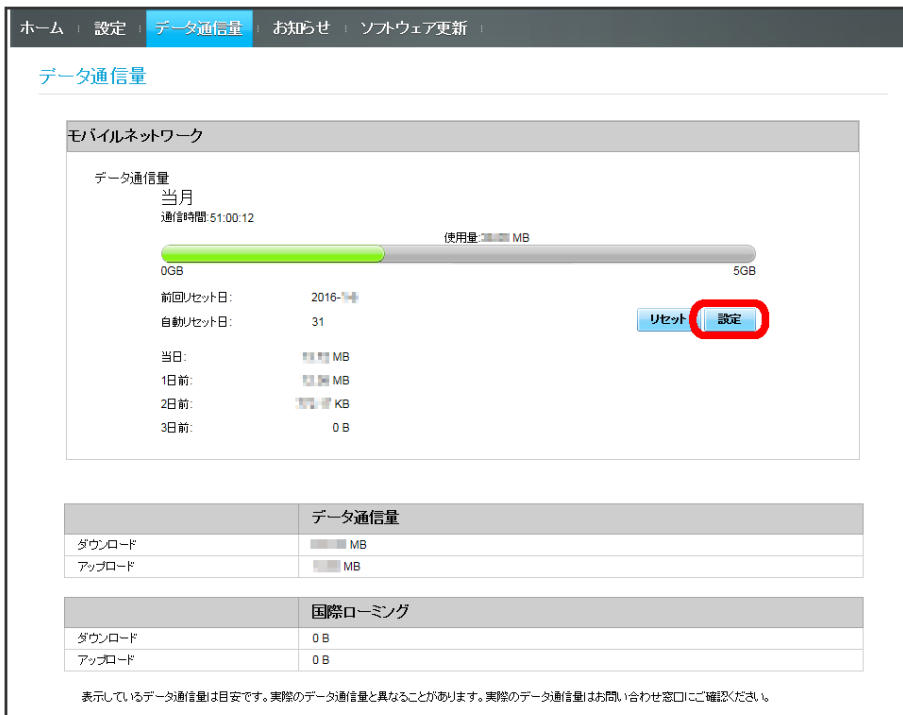 ホーム 設定 データ通信量 お知らせ ソフトウェア更新
データ通信量
モバイルネットワーク
データ通信量
当月
通信時間:51:00:12
使用量: MB
0GB 5GB
前回リセット日: 2016-
自動リセット日: 31
リセット 設定
当日: MB
1日前: MB
2日前: KB
3日前: 0 B
データ通信量
ダウンロード MB
アップロード MB
国際ローミング
ダウンロード 0 B
アップロード 0 B
表示しているデータ通信量は目安です。実際のデータ通信量と異なることがあります。実際のデータ通信量はお問い合わせ窓口にご確認ください。